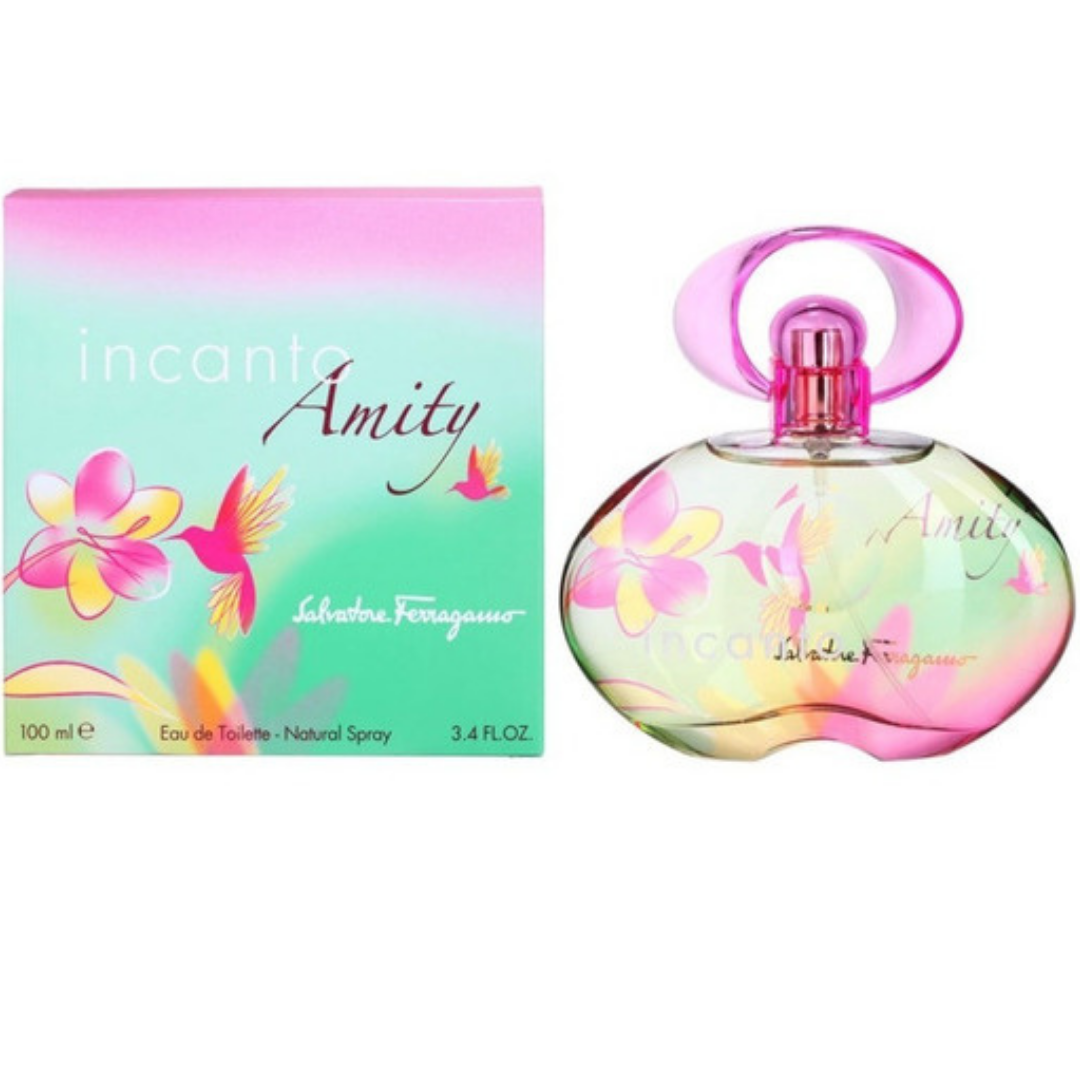 incanto
Amity
Salvatore Ferragamo
100 ml ℮
Eau de Toilette - Natural Spray
3.4 FL.OZ.
Amity
incanto
Salvatore Ferragamo